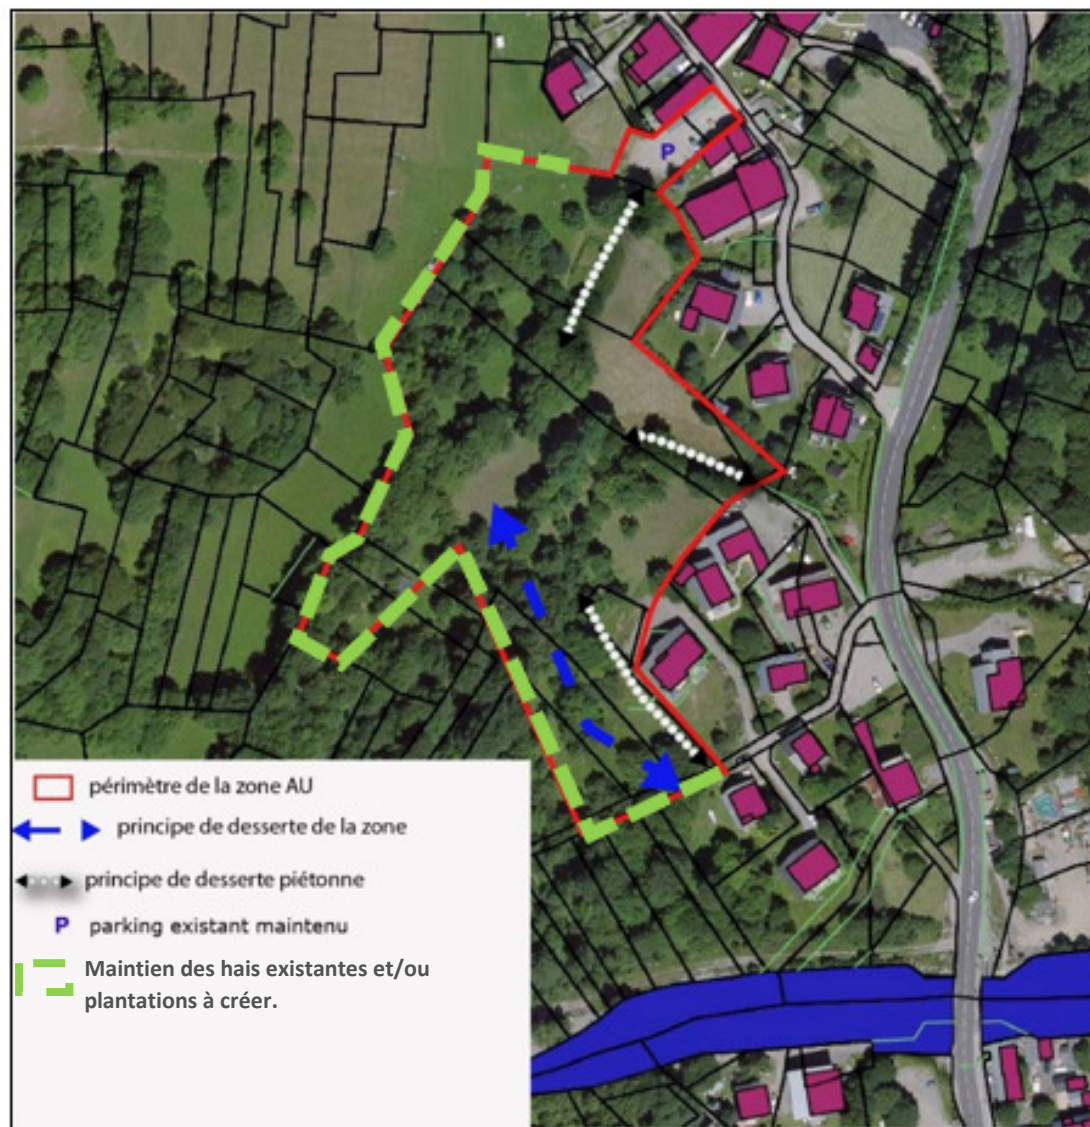 P
périmètre de la zone AU
principe de desserte de la zone
principe de desserte piétonne
P parking existant maintenu
Maintien des hais existantes et/ou
plantations à créer.